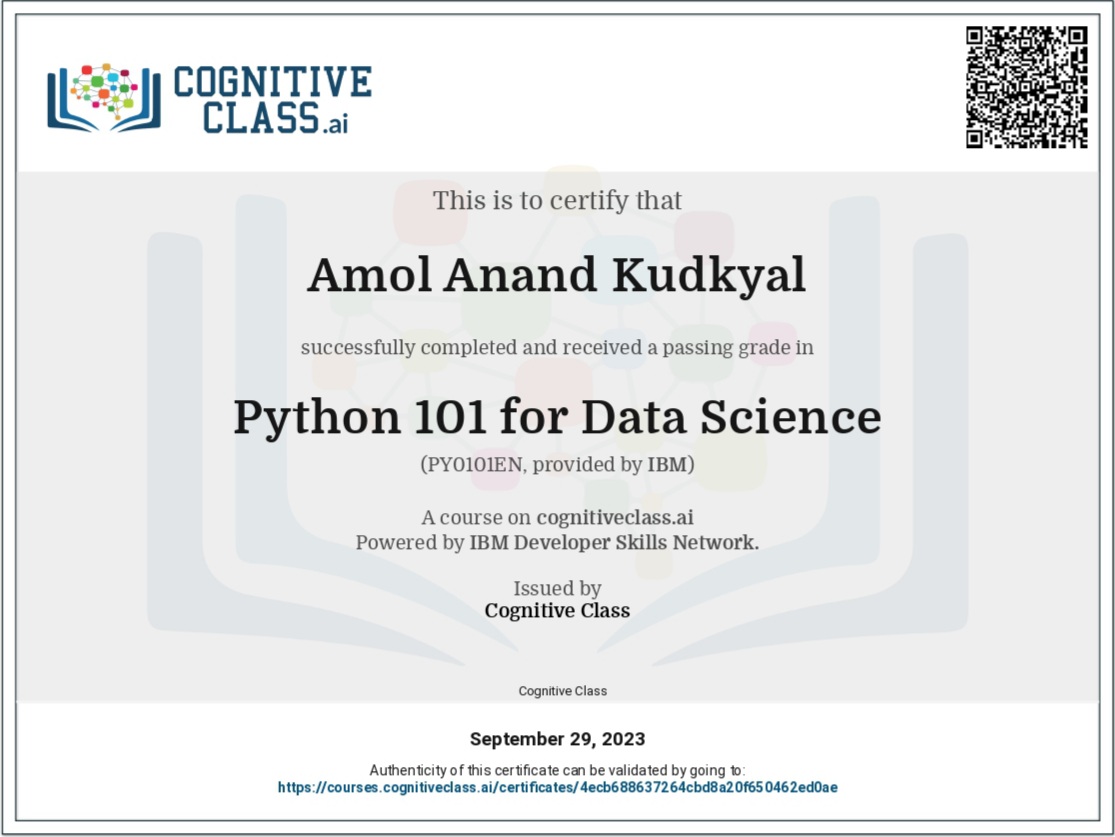 COGNITIVE
CLASS.ai
This is to certify that
Amol Anand Kudkyal
successfully completed and received a passing grade in
Python 101 for Data Science
(PY0101EN, provided by IBM)
A course on cognitiveclass.ai
Powered by IBM Developer Skills Network.
Issued by
Cognitive Class
Cognitive Class
September 29, 2023
Authenticity of this certificate can be validated by going to:
https://courses.cognitiveclass.ai/certificates/4ecb688637264cbd8a20f650462ed0ae